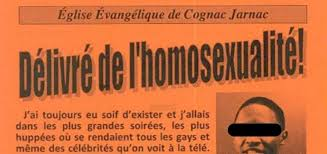 Église Évangélique de Cognac Jarnac
Délivré de l'homosexualité!
J'ai toujours eu soif d'exister et j'allais
dans les plus grandes soirées, les plus
huppées où se rendaient tous les gays et
même des célébrités qu'on voit à la télé.